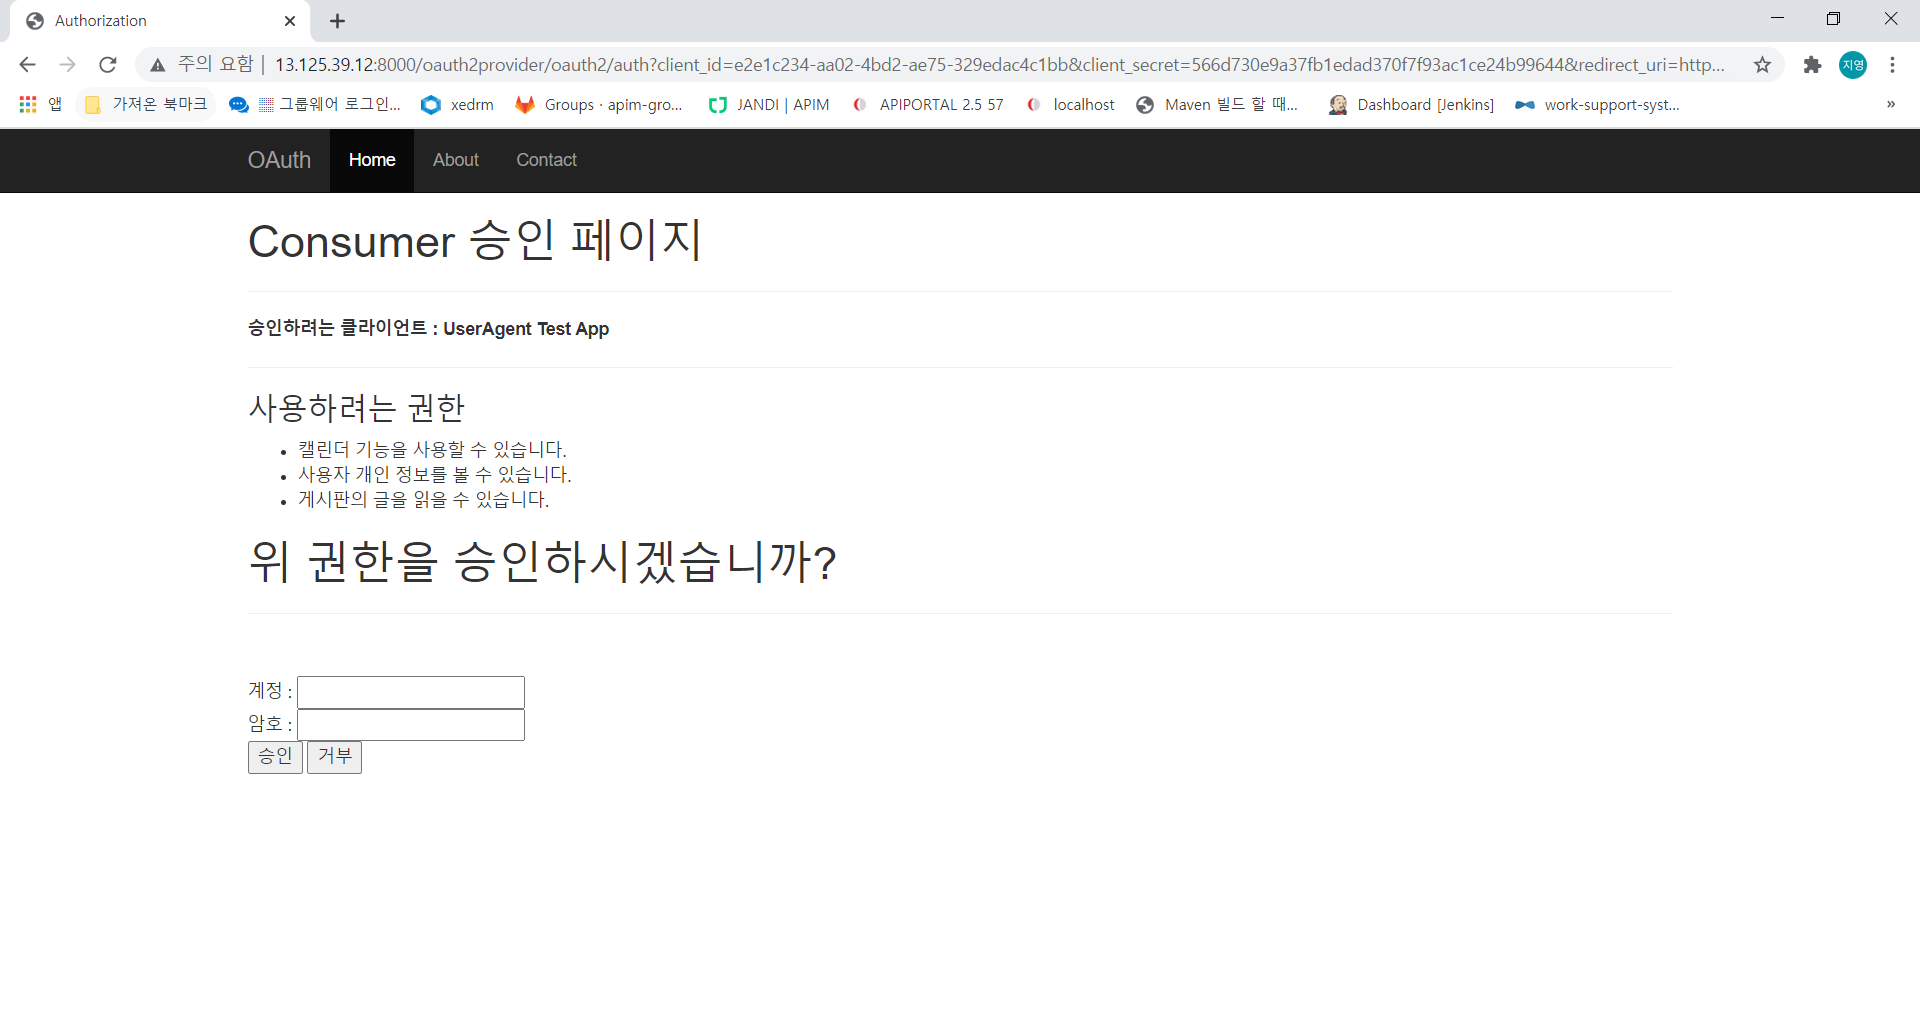 Authorization
주의 요함 | 13.125.39.12:8000/oauth2provider/oauth2/auth?client_id=e2e1c234-aa02-4bd2-ae75-329edac4c1bb&client_secret=566d730e9a37fb1edad370f7f93ac1ce24b99644&redirect_uri=http... 지영
앱 가져온 북마크 그룹웨어 로그인... xedrm Groups · apim-gro... JANDI | APIM APIPORTAL 2.5 57 localhost Maven 빌드 할 때... Dashboard [Jenkins] work-support-syst... »
OAuth Home About Contact
Consumer 승인 페이지
승인하려는 클라이언트 : UserAgent Test App
사용하려는 권한
• 캘린더 기능을 사용할 수 있습니다.
• 사용자 개인 정보를 볼 수 있습니다.
• 게시판의 글을 읽을 수 있습니다.
위 권한을 승인하시겠습니까?
계정 :
암호 :
승인 거부